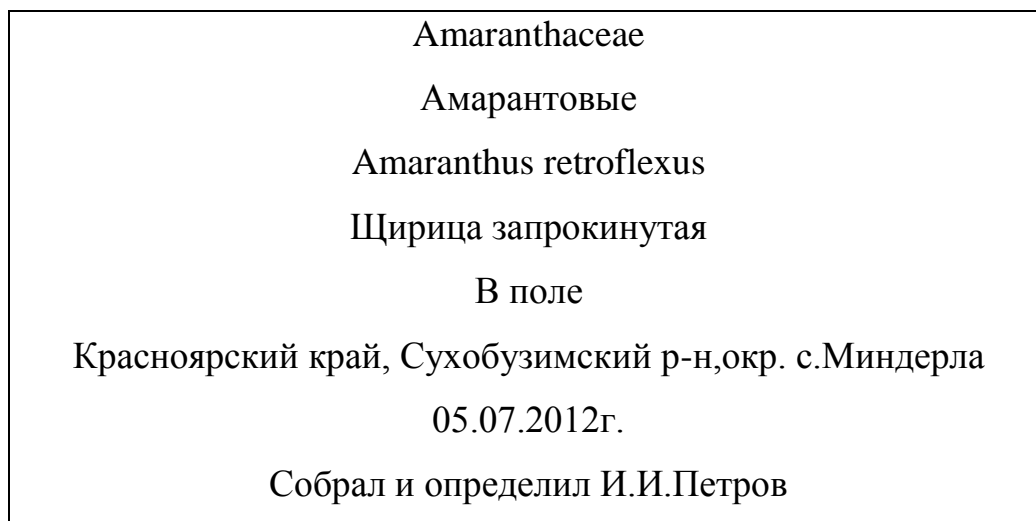 Amaranthaceae
Амарантовые
Amaranthus retroflexus
Щирица запрокинутая
В поле
Красноярский край, Сухобузимский р-н,окр. с.Миндерла
05.07.2012г.
Собрал и определил И.И.Петров